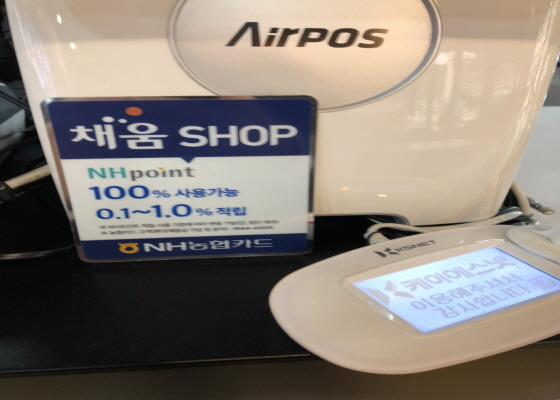 AirPOS
채움 SHOP
NHpoint
100% 사용가능
0.1~1.0% 적립
NH농협카드
KSNET
케이에스넷
이용해주셔서
감사합니다